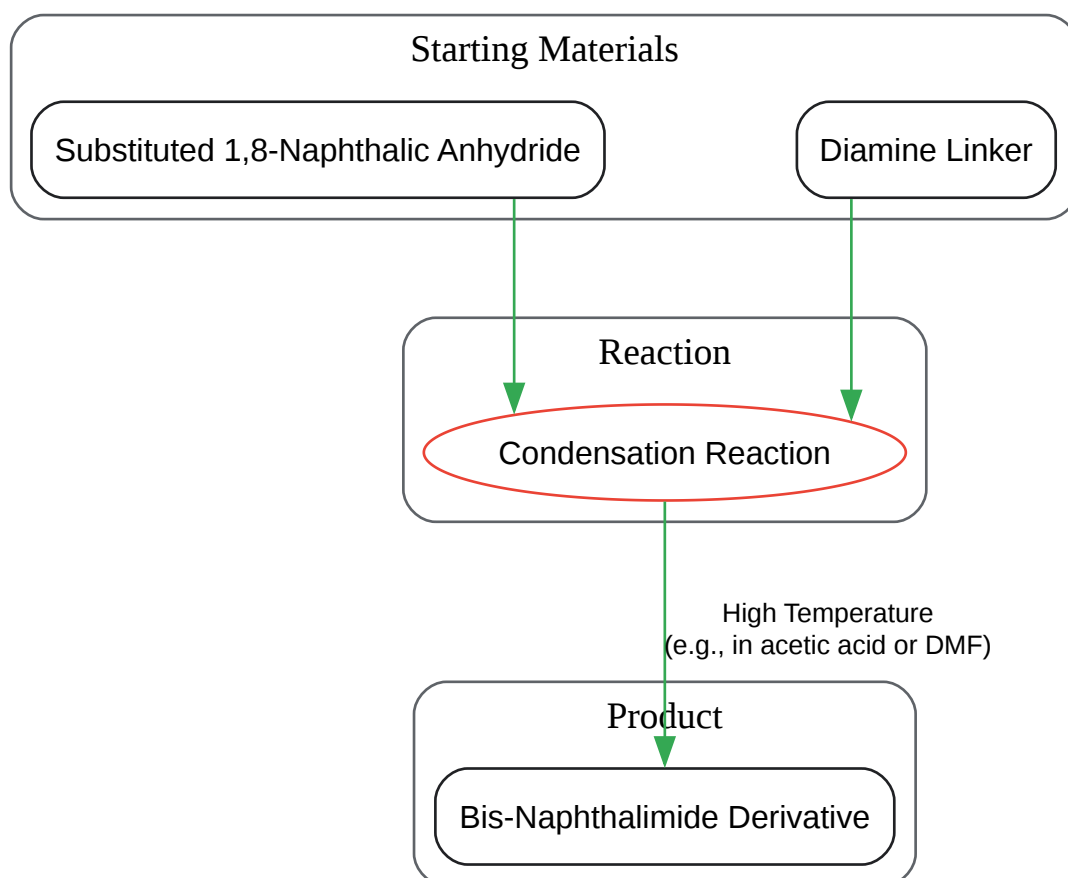 Starting Materials
Substituted 1,8-Naphthalic Anhydride
Diamine Linker
Reaction
Condensation Reaction
High Temperature
(e.g., in acetic acid or DMF)
Product
Bis-Naphthalimide Derivative